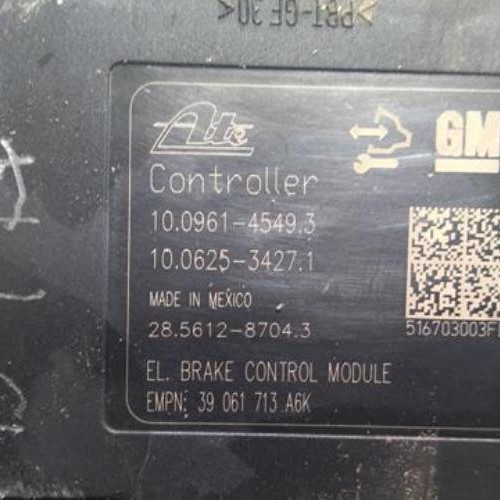 >PBT-GF30<
Ate
GM
Controller
10.0961-4549.3
10.0625-3427.1
MADE IN MEXICO
28.5612-8704.3
516703003F
EL. BRAKE CONTROL MODULE
EMPN: 39 061 713 A6K